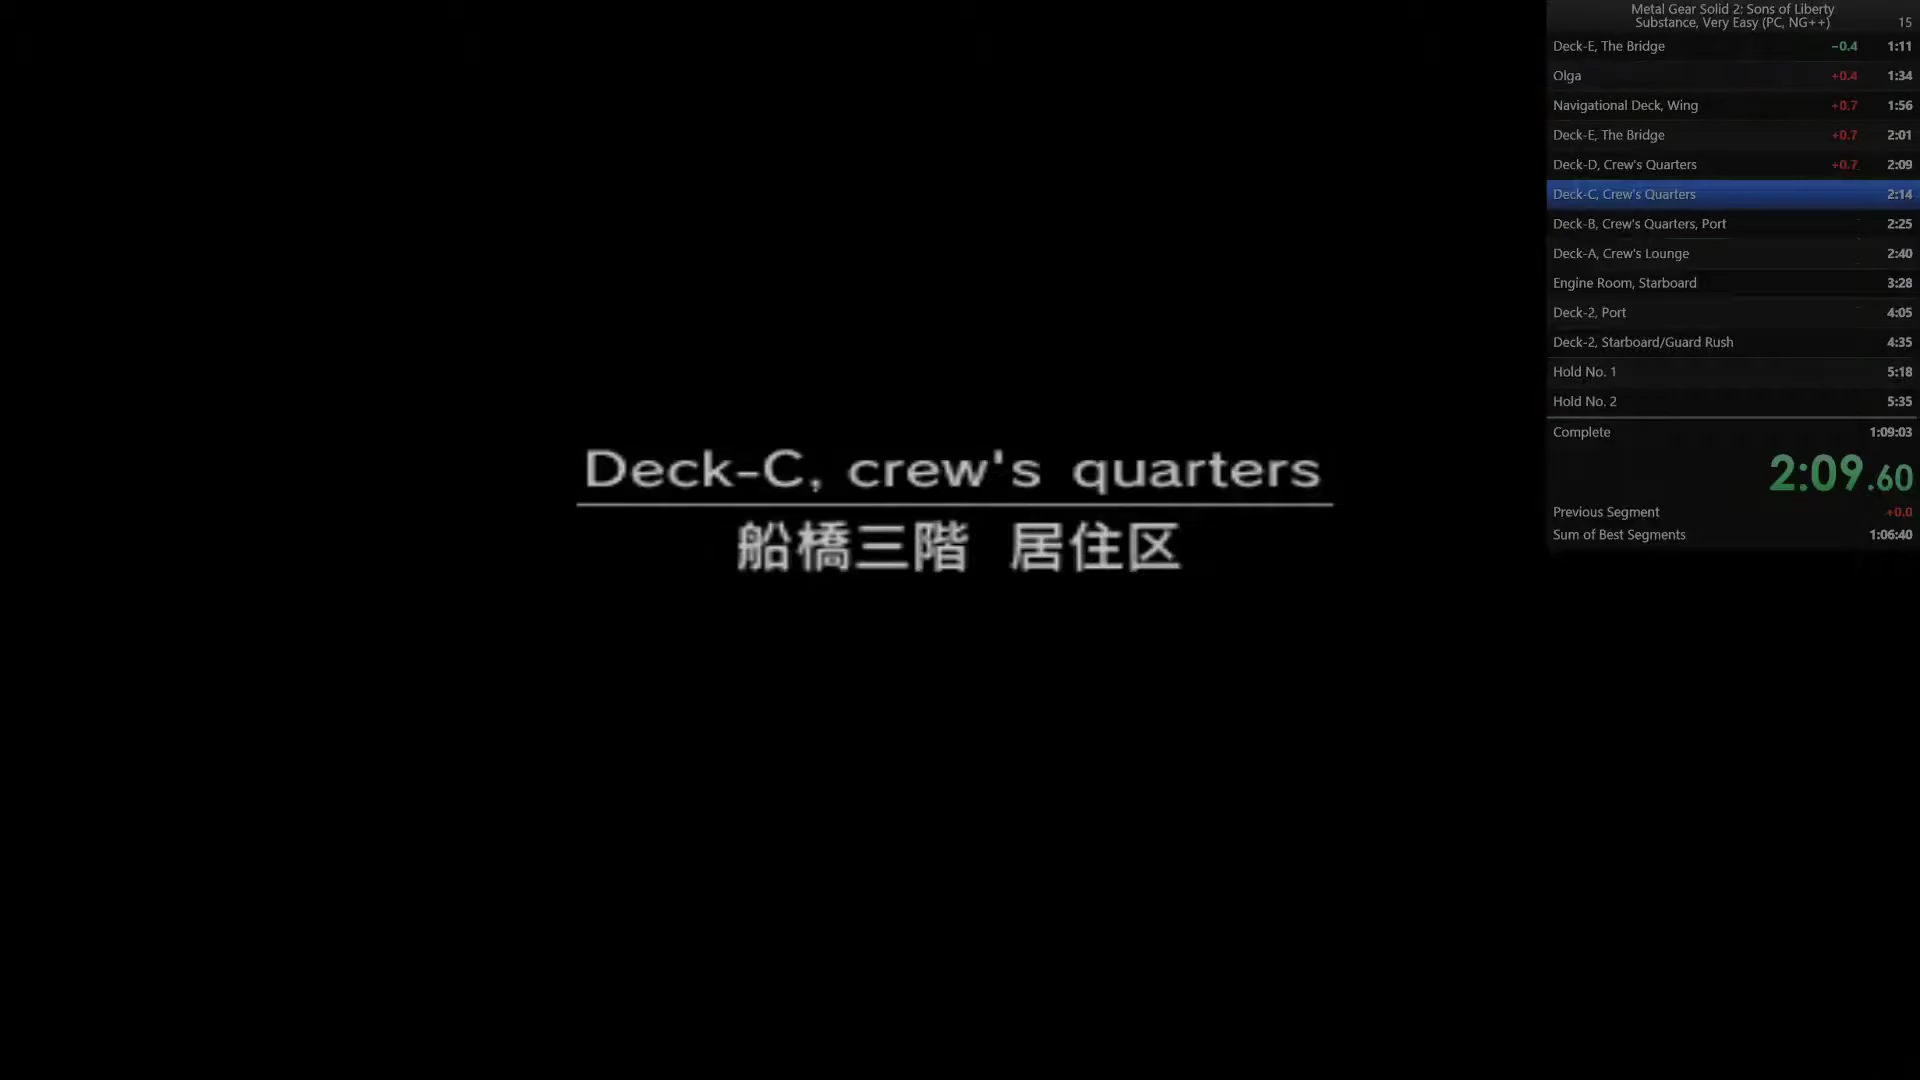 Metal Gear Solid 2: Sons of Liberty
Substance, Very Easy (PC, NG++) 15
Deck-E, The Bridge −0.4 1:11
Olga +0.4 1:34
Navigational Deck, Wing +0.7 1:56
Deck-E, The Bridge +0.7 2:01
Deck-D, Crew's Quarters +0.7 2:09
Deck-C, Crew's Quarters 2:14
Deck-B, Crew's Quarters, Port 2:25
Deck-A, Crew's Lounge 2:40
Engine Room, Starboard 3:28
Deck-2, Port 4:05
Deck-2, Starboard/Guard Rush 4:35
Hold No. 1 5:18
Hold No. 2 5:35
Complete 1:09:03
2:09.60
Previous Segment +0.0
Sum of Best Segments 1:06:40
Deck-C, crew's quarters
船橋三階 居住区